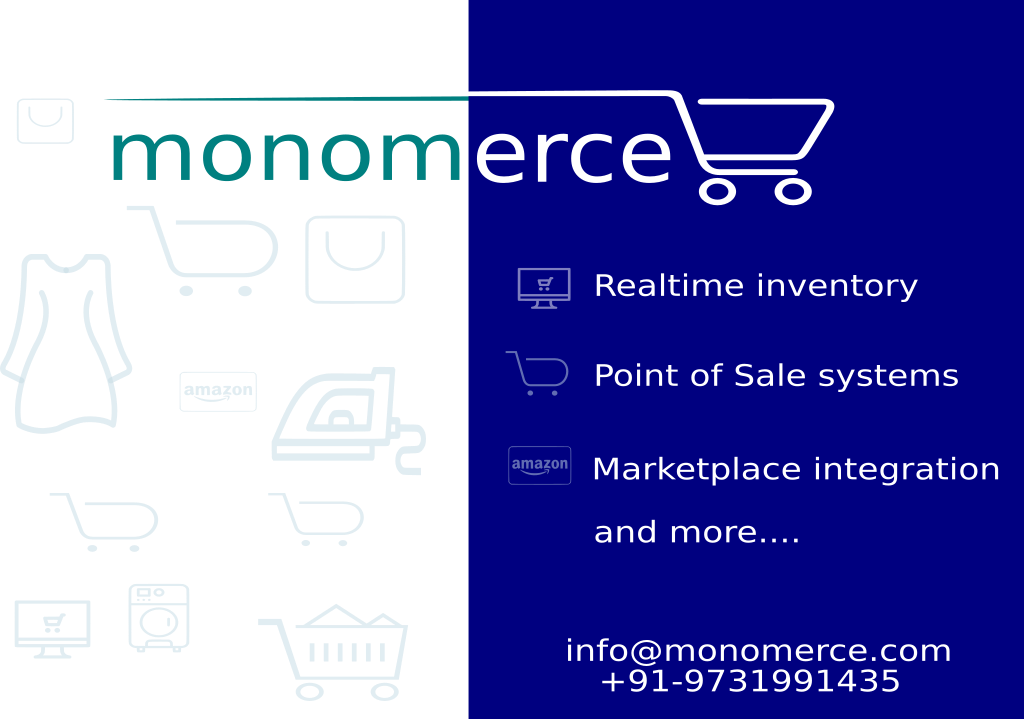 monomerce
Realtime inventory
Point of Sale systems
amazon
amazon
Marketplace integration
and more....
info@monomerce.com
+91-9731991435